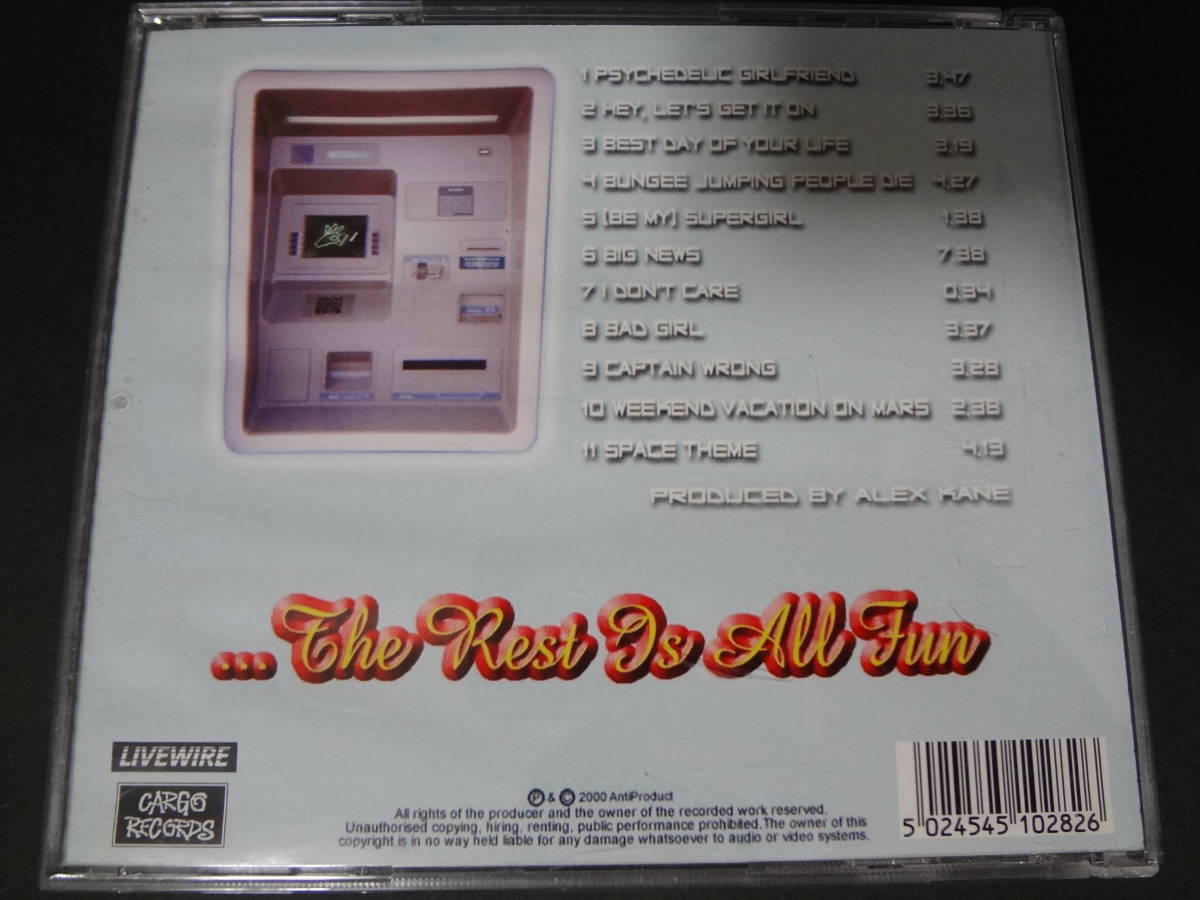 1 PSYCHEDELIC GIRLFRIEND 3.47
2 HEY, LET'S GET IT ON 3.36
3 BEST DAY OF YOUR LIFE 3.19
4 BUNGEE JUMPING PEOPLE DIE 4.27
5 (BE MY) SUPERGIRL 1.38
6 BIG NEWS 7.38
7 I DON'T CARE 0.34
8 BAD GIRL 3.37
9 CAPTAIN WRONG 3.28
10 WEEKEND VACATION ON MARS 2.38
11 SPACE THEME 4.13
PRODUCED BY ALEX KANE
...The Rest Is All Fun
LIVEWIRE
CARGO
RECORDS
℗ & © 2000 AntiProduct
All rights of the producer and the owner of the recorded work reserved.
Unauthorised copying, hiring, renting, public performance prohibited. The owner of this
copyright is in no way held liable for any damage whatsoever to audio or video systems.
5 024545 102826